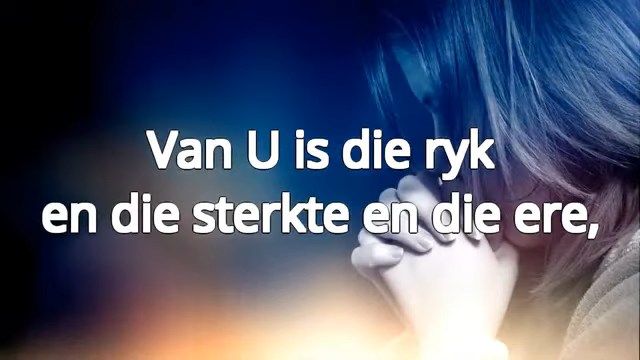 Van U is die ryk
en die sterkte en die ere,